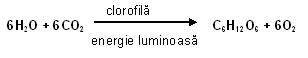 clorofilă
6H₂O + 6CO₂ → C₆H₁₂O₆ + 6O₂
energie luminoasă